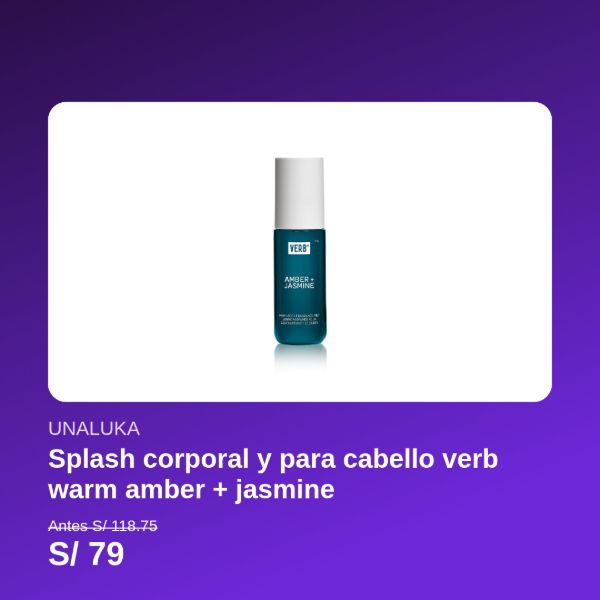 VERB
AMBER +
JASMINE
UNALUKA
Splash corporal y para cabello verb
warm amber + jasmine
Antes S/ 118.75
S/ 79